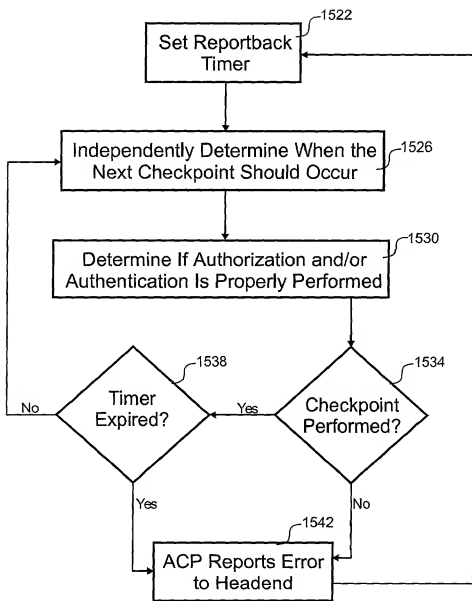 1522
Set Reportback
Timer
1526
Independently Determine When the
Next Checkpoint Should Occur
1530
Determine If Authorization and/or
Authentication Is Properly Performed
1538
1534
Timer
Expired?
Checkpoint
Performed?
No
Yes
Yes
No
1542
ACP Reports Error
to Headend